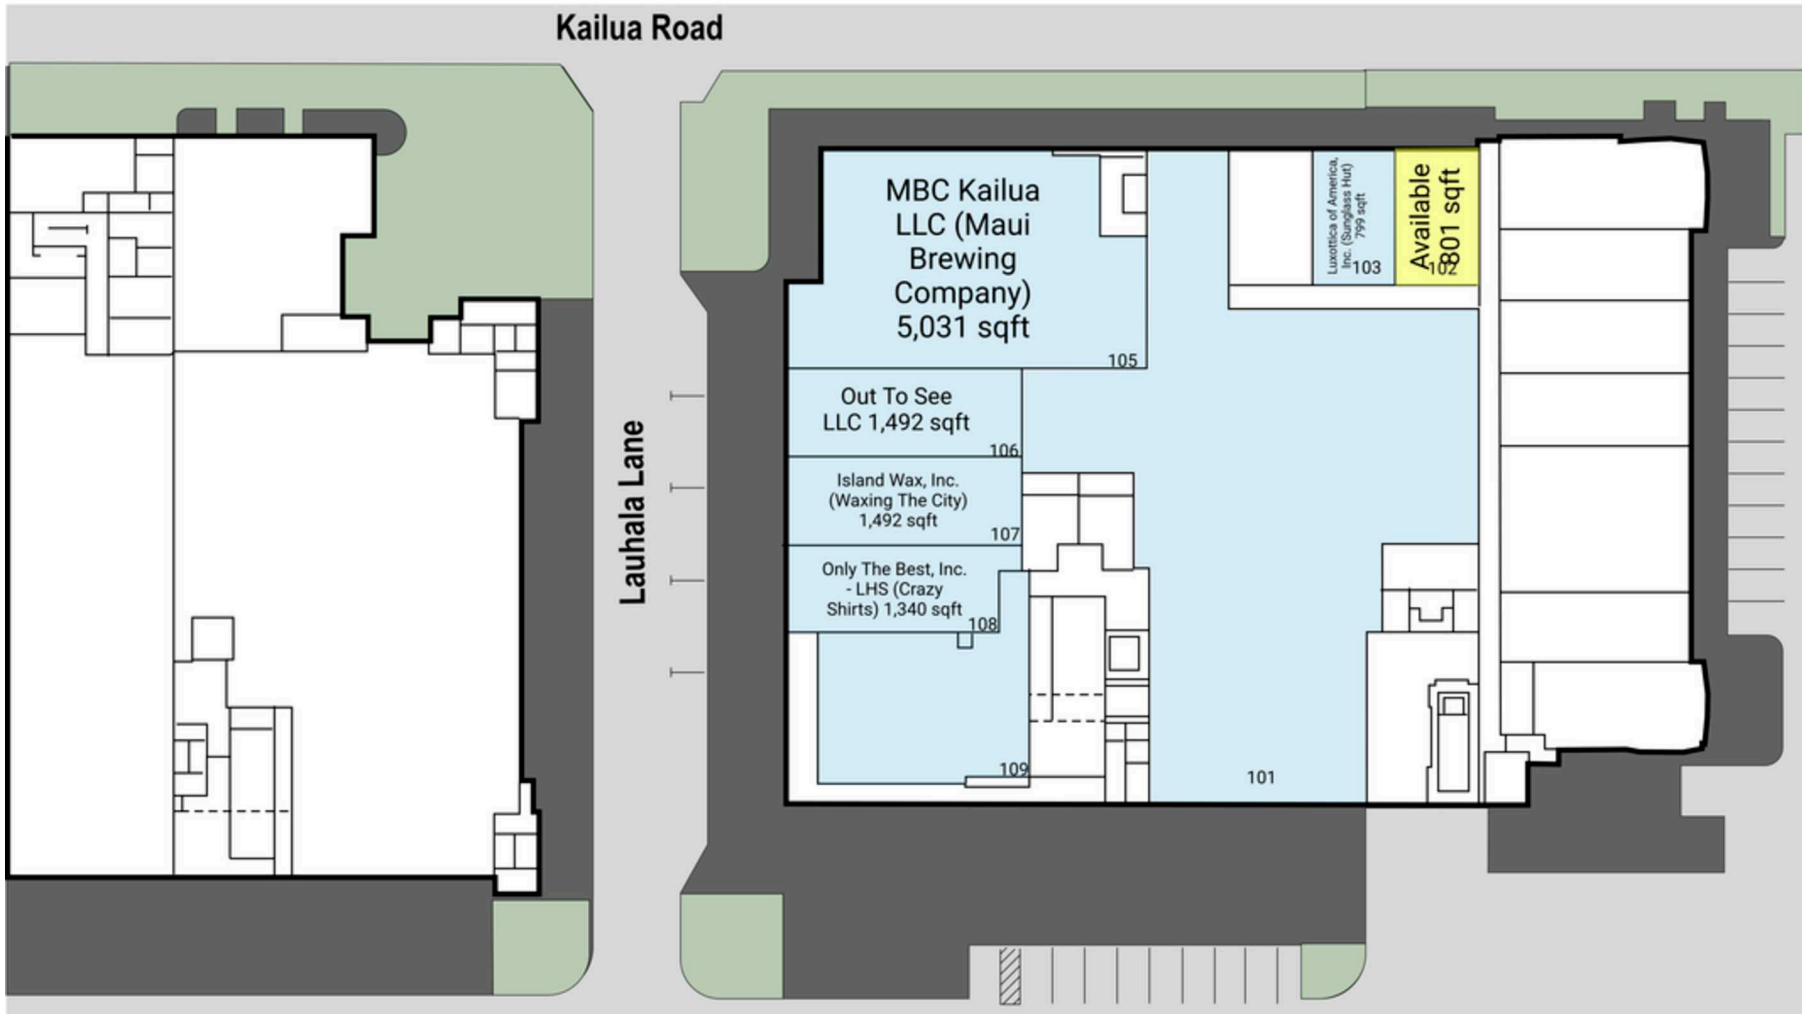 Kailua Road
MBC Kailua
LLC (Maui
Brewing
Company)
5,031 sqft
105
Luxottica of America,
Inc. (Sunglass Hut)
799 sqft
103
Available
801 sqft
102
Out To See
LLC 1,492 sqft
106
Island Wax, Inc.
(Waxing The City)
1,492 sqft
107
Only The Best, Inc.
- LHS (Crazy
Shirts) 1,340 sqft
108
Lauhala Lane
109
101